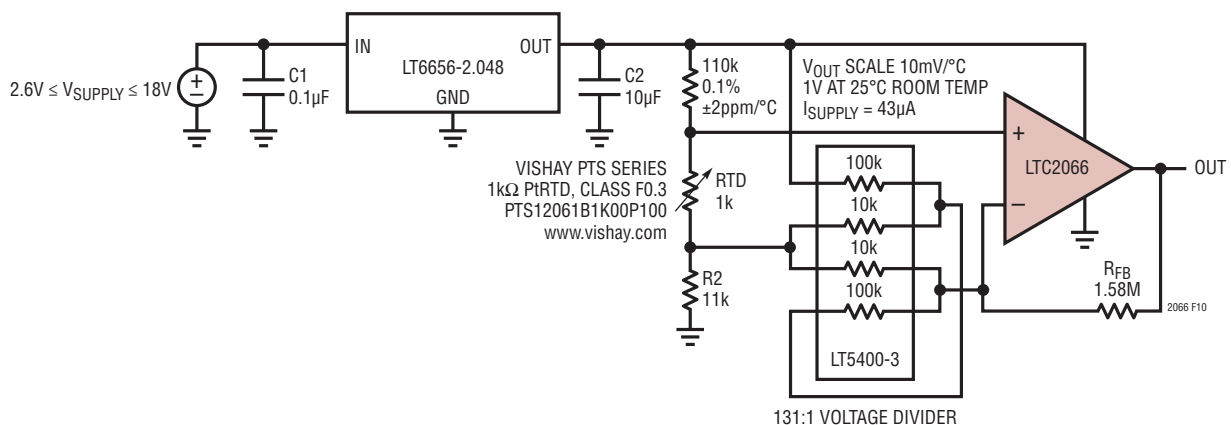 IN
LT6656-2.048
OUT
GND
2.6V ≤ VSUPPLY ≤ 18V
C1
0.1µF
C2
10µF
110k
0.1%
±2ppm/°C
VOUT SCALE 10mV/°C
1V AT 25°C ROOM TEMP
ISUPPLY = 43µA
VISHAY PTS SERIES
1kΩ PtRTD, CLASS F0.3
PTS12061B1K00P100
www.vishay.com
RTD
1k
R2
11k
100k
10k
10k
100k
LT5400-3
131:1 VOLTAGE DIVIDER
+
LTC2066
–
OUT
RFB
1.58M
2066 F10